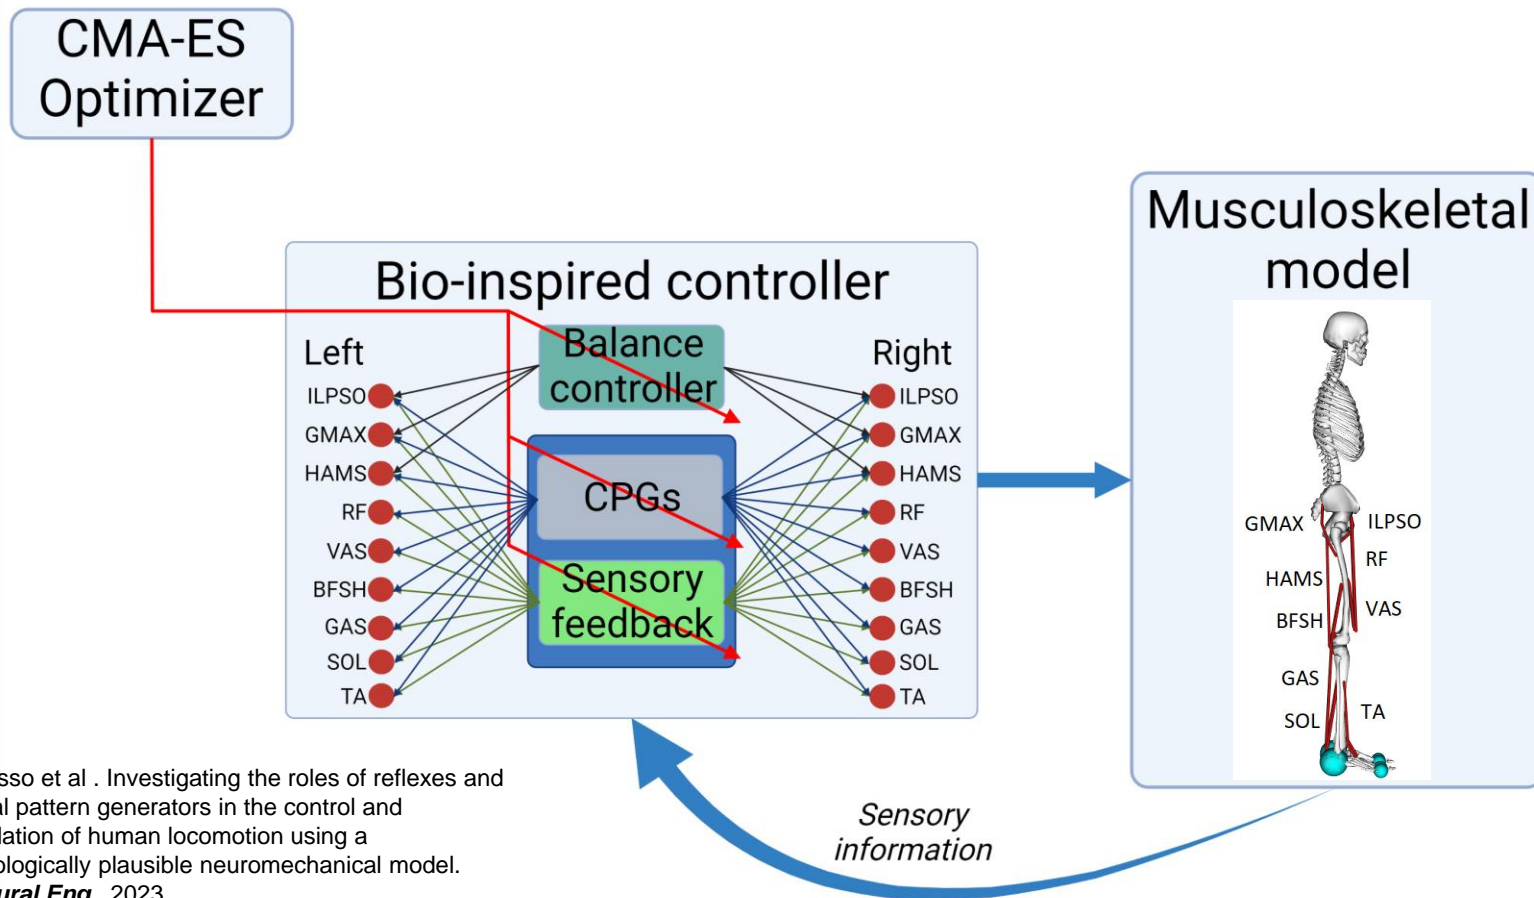 CMA-ES
Optimizer
Bio-inspired controller
Left
ILPSO
GMAX
HAMS
RF
VAS
BFSH
GAS
SOL
TA
Balance
controller
CPGs
Sensory
feedback
Right
ILPSO
GMAX
HAMS
RF
VAS
BFSH
GAS
SOL
TA
Musculoskeletal
model
GMAX
ILPSO
RF
HAMS
VAS
BFSH
GAS
TA
SOL
Sensory
information
sso et al . Investigating the roles of reflexes and
al pattern generators in the control and
lation of human locomotion using a
ologically plausible neuromechanical model.
ural Eng., 2023